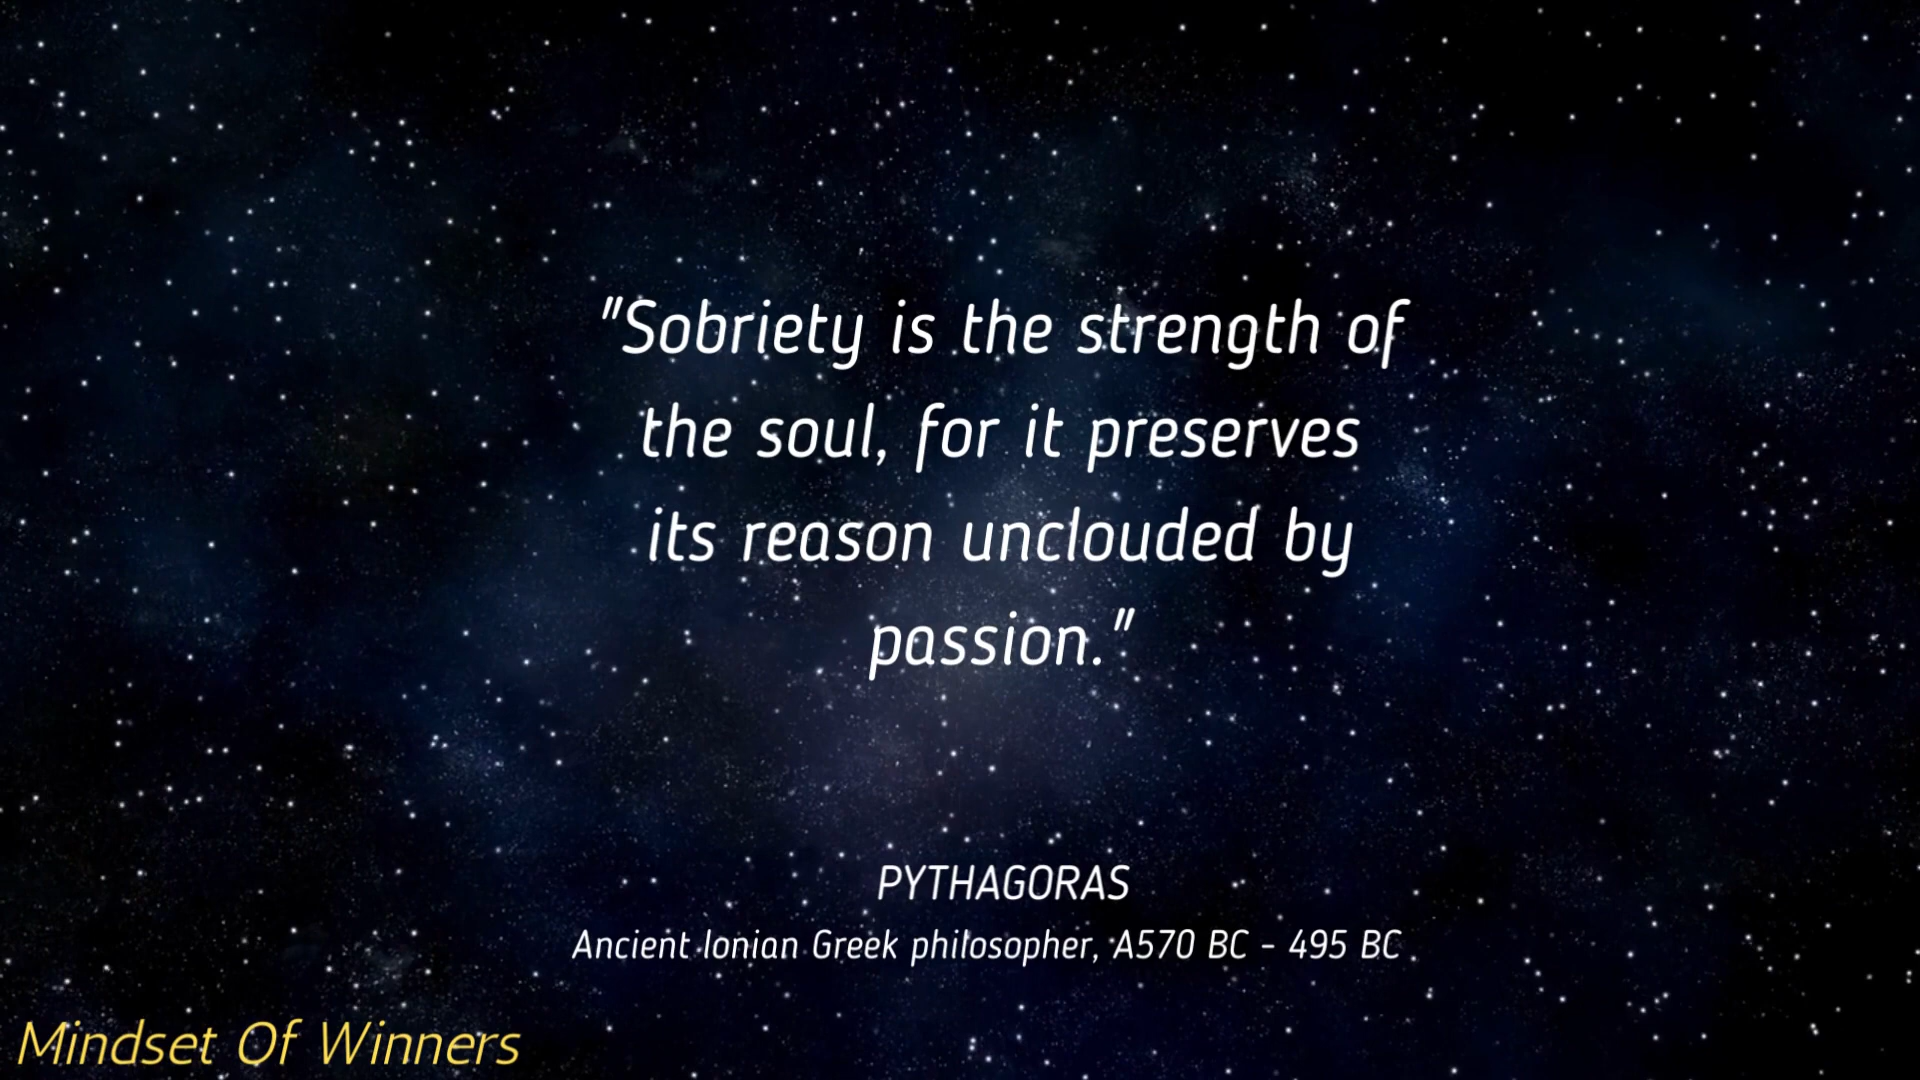 "Sobriety is the strength of
the soul, for it preserves
its reason unclouded by
passion."
PYTHAGORAS
Ancient Ionian Greek philosopher, A570 BC - 495 BC
Mindset Of Winners